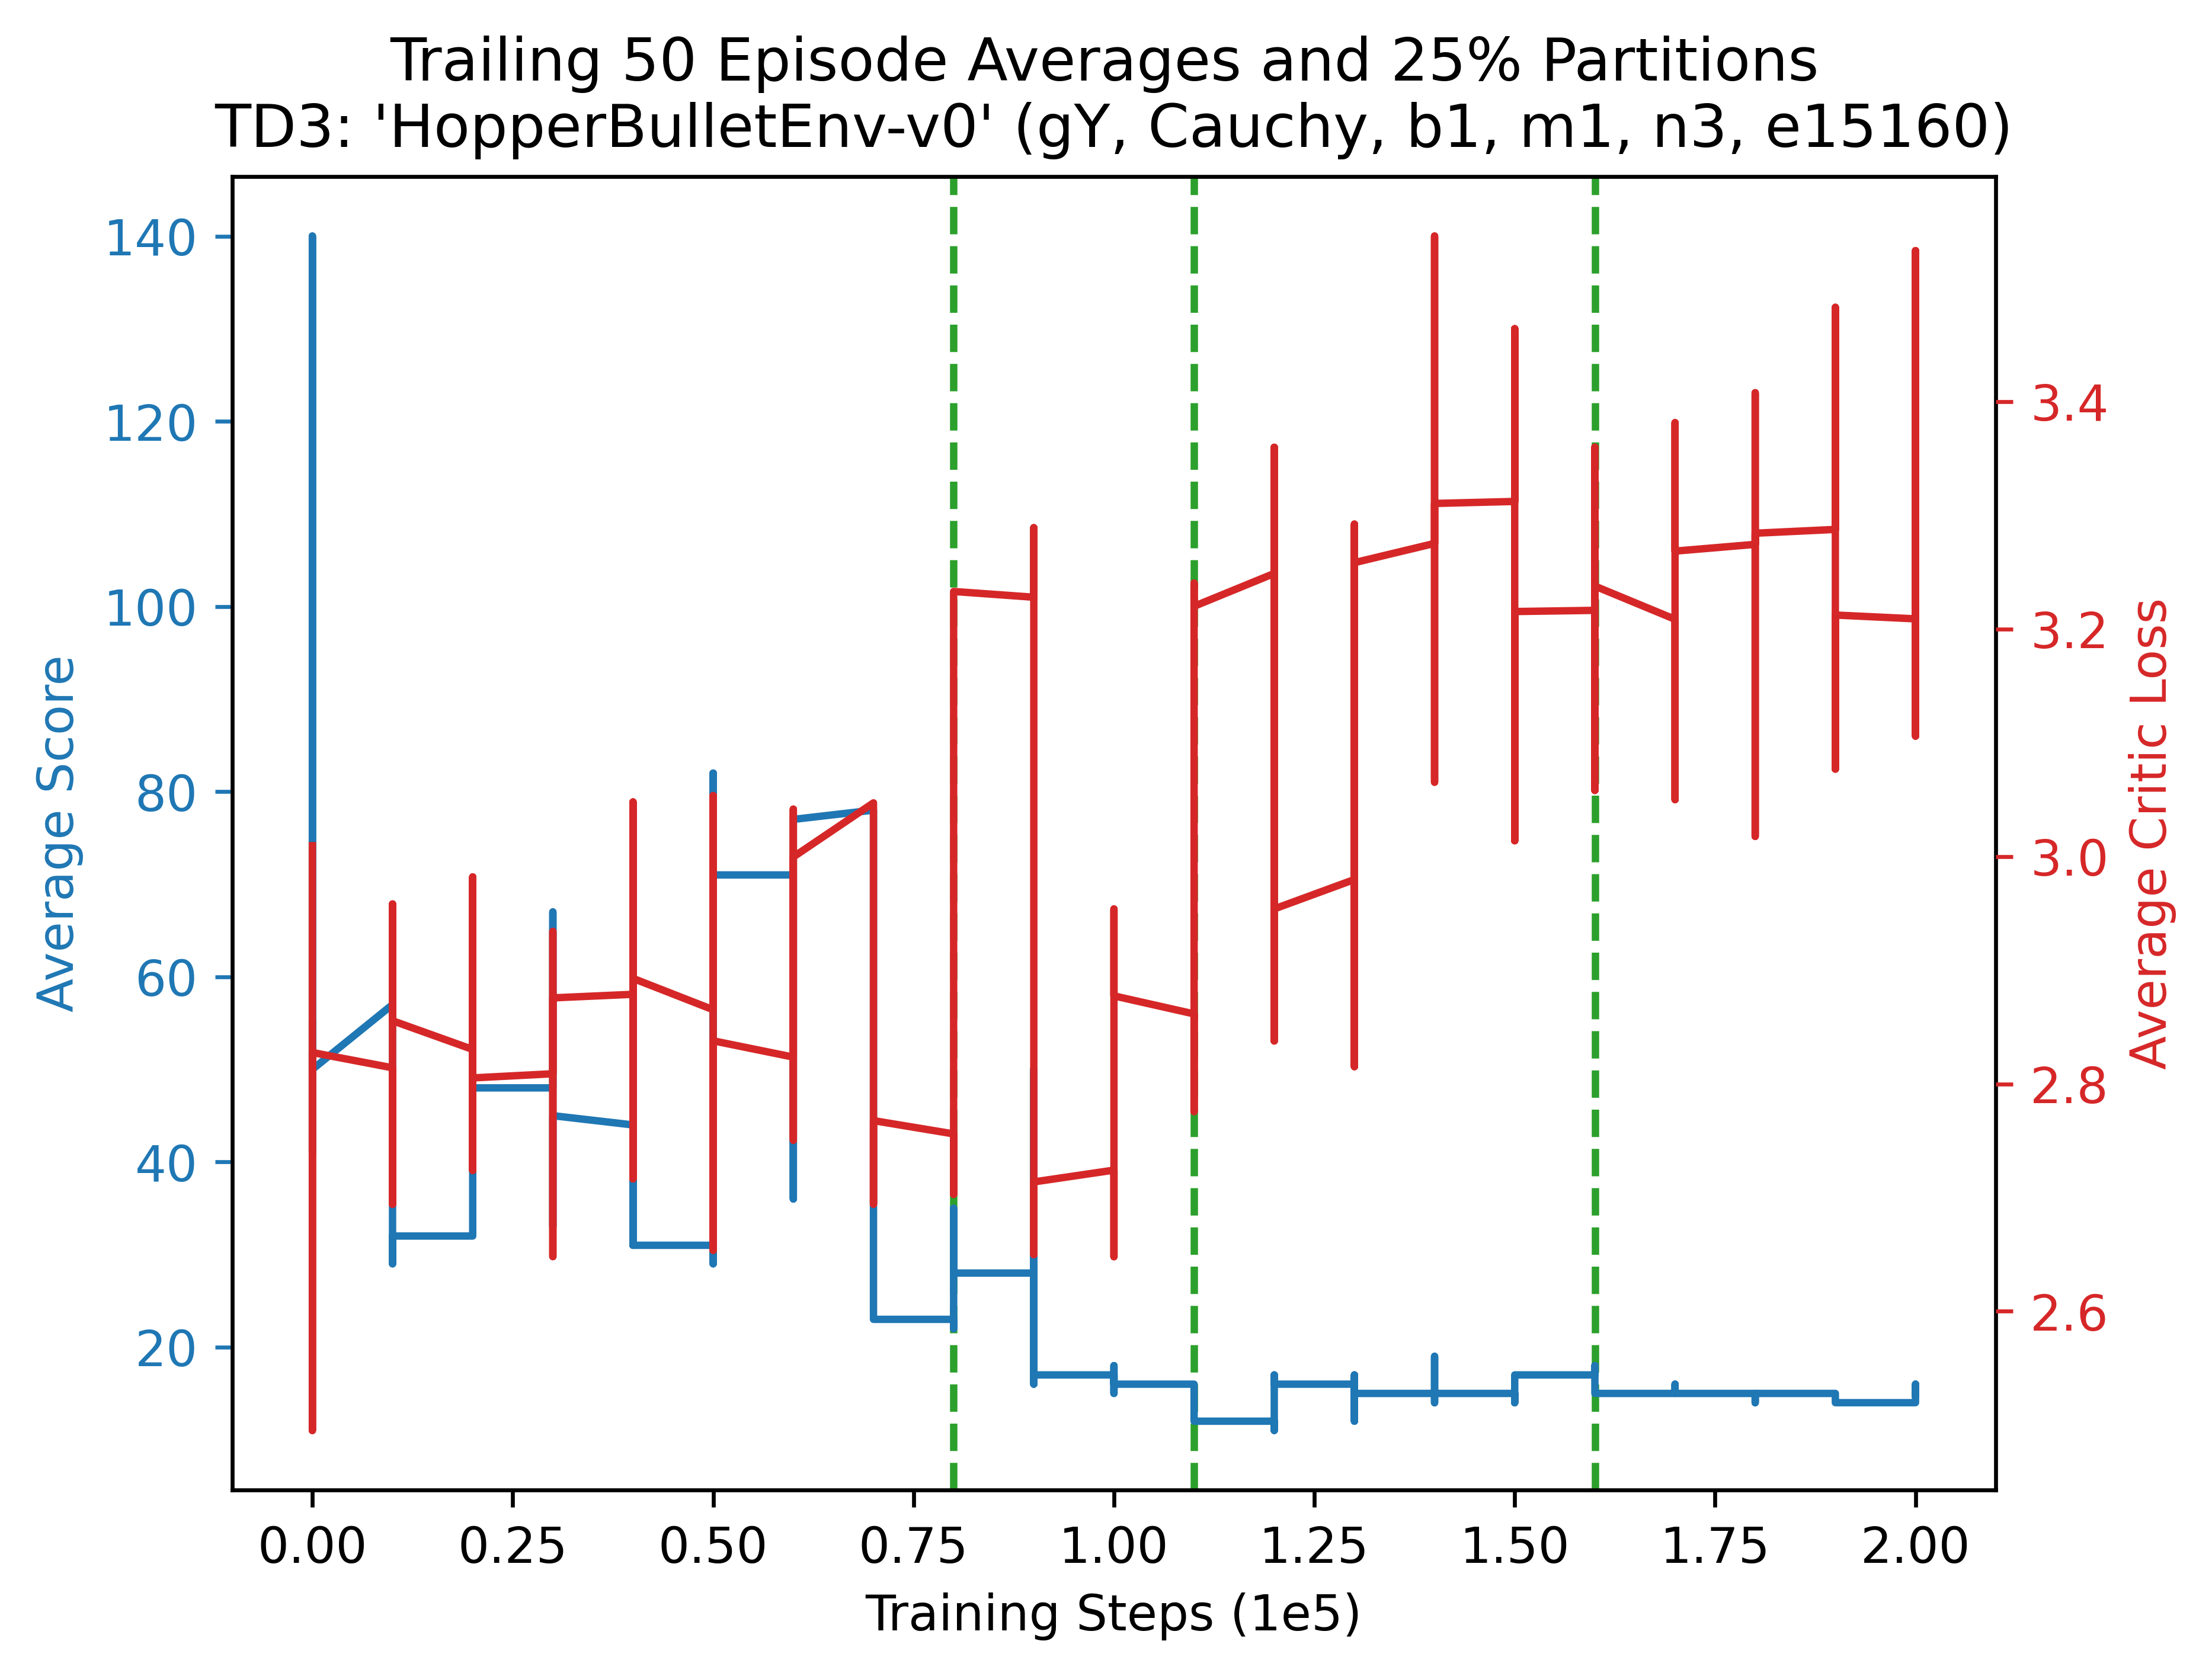 Trailing 50 Episode Averages and 25% Partitions
TD3: 'HopperBulletEnv-v0' (gY, Cauchy, b1, m1, n3, e15160)
Average Score
140
120
100
80
60
40
20
3.4
3.2
3.0
2.8
2.6
Average Critic Loss
0.00 0.25 0.50 0.75 1.00 1.25 1.50 1.75 2.00
Training Steps (1e5)